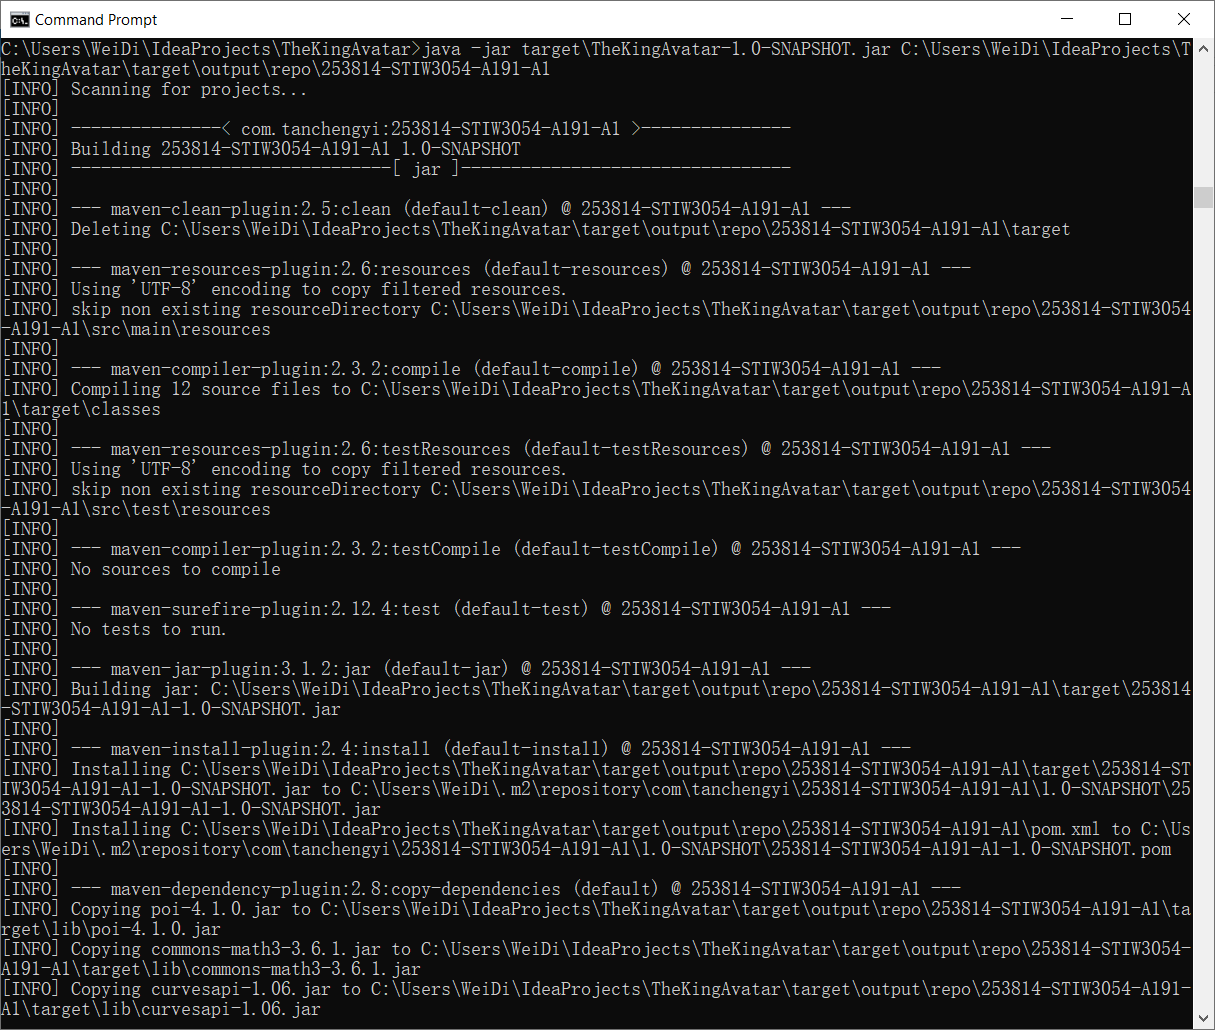 Command Prompt
C:\Users\WeiDi\IdeaProjects\TheKingAvatar>java -jar target\TheKingAvatar-1.0-SNAPSHOT.jar C:\Users\WeiDi\IdeaProjects\T
heKingAvatar\target\output\repo\253814-STIW3054-A191-A1
[INFO] Scanning for projects...
[INFO]
[INFO] ---------------< com.tanchengyi:253814-STIW3054-A191-A1 >---------------
[INFO] Building 253814-STIW3054-A191-A1 1.0-SNAPSHOT
[INFO] --------------------------------[ jar ]---------------------------------
[INFO]
[INFO] --- maven-clean-plugin:2.5:clean (default-clean) @ 253814-STIW3054-A191-A1 ---
[INFO] Deleting C:\Users\WeiDi\IdeaProjects\TheKingAvatar\target\output\repo\253814-STIW3054-A191-A1\target
[INFO]
[INFO] --- maven-resources-plugin:2.6:resources (default-resources) @ 253814-STIW3054-A191-A1 ---
[INFO] Using 'UTF-8' encoding to copy filtered resources.
[INFO] skip non existing resourceDirectory C:\Users\WeiDi\IdeaProjects\TheKingAvatar\target\output\repo\253814-STIW3054
-A191-A1\src\main\resources
[INFO]
[INFO] --- maven-compiler-plugin:2.3.2:compile (default-compile) @ 253814-STIW3054-A191-A1 ---
[INFO] Compiling 12 source files to C:\Users\WeiDi\IdeaProjects\TheKingAvatar\target\output\repo\253814-STIW3054-A191-A
1\target\classes
[INFO]
[INFO] --- maven-resources-plugin:2.6:testResources (default-testResources) @ 253814-STIW3054-A191-A1 ---
[INFO] Using 'UTF-8' encoding to copy filtered resources.
[INFO] skip non existing resourceDirectory C:\Users\WeiDi\IdeaProjects\TheKingAvatar\target\output\repo\253814-STIW3054
-A191-A1\src\test\resources
[INFO]
[INFO] --- maven-compiler-plugin:2.3.2:testCompile (default-testCompile) @ 253814-STIW3054-A191-A1 ---
[INFO] No sources to compile
[INFO]
[INFO] --- maven-surefire-plugin:2.12.4:test (default-test) @ 253814-STIW3054-A191-A1 ---
[INFO] No tests to run.
[INFO]
[INFO] --- maven-jar-plugin:3.1.2:jar (default-jar) @ 253814-STIW3054-A191-A1 ---
[INFO] Building jar: C:\Users\WeiDi\IdeaProjects\TheKingAvatar\target\output\repo\253814-STIW3054-A191-A1\target\253814
-STIW3054-A191-A1-1.0-SNAPSHOT.jar
[INFO]
[INFO] --- maven-install-plugin:2.4:install (default-install) @ 253814-STIW3054-A191-A1 ---
[INFO] Installing C:\Users\WeiDi\IdeaProjects\TheKingAvatar\target\output\repo\253814-STIW3054-A191-A1\target\253814-ST
IW3054-A191-A1-1.0-SNAPSHOT.jar to C:\Users\WeiDi\.m2\repository\com\tanchengyi\253814-STIW3054-A191-A1\1.0-SNAPSHOT\25
3814-STIW3054-A191-A1-1.0-SNAPSHOT.jar
[INFO] Installing C:\Users\WeiDi\IdeaProjects\TheKingAvatar\target\output\repo\253814-STIW3054-A191-A1\pom.xml to C:\Us
ers\WeiDi\.m2\repository\com\tanchengyi\253814-STIW3054-A191-A1\1.0-SNAPSHOT\253814-STIW3054-A191-A1-1.0-SNAPSHOT.pom
[INFO]
[INFO] --- maven-dependency-plugin:2.8:copy-dependencies (default) @ 253814-STIW3054-A191-A1 ---
[INFO] Copying poi-4.1.0.jar to C:\Users\WeiDi\IdeaProjects\TheKingAvatar\target\output\repo\253814-STIW3054-A191-A1\ta
rget\lib\poi-4.1.0.jar
[INFO] Copying commons-math3-3.6.1.jar to C:\Users\WeiDi\IdeaProjects\TheKingAvatar\target\output\repo\253814-STIW3054-
A191-A1\target\lib\commons-math3-3.6.1.jar
[INFO] Copying curvesapi-1.06.jar to C:\Users\WeiDi\IdeaProjects\TheKingAvatar\target\output\repo\253814-STIW3054-A191-
A1\target\lib\curvesapi-1.06.jar